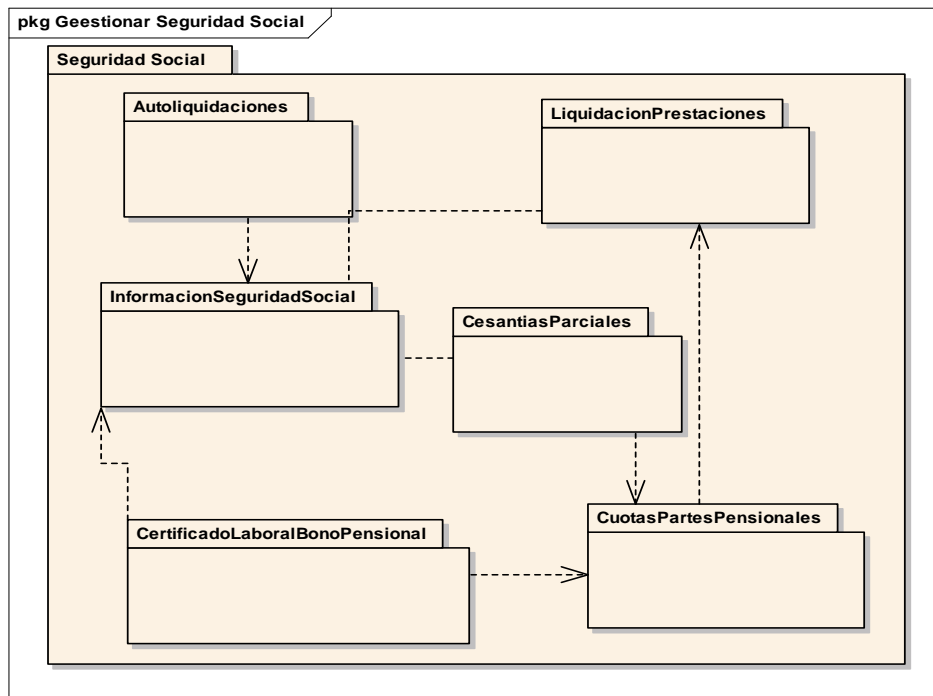 pkg Geestionar Seguridad Social
Seguridad Social
Autoliquidaciones
LiquidacionPrestaciones
InformacionSeguridadSocial
CesantiasParciales
CertificadoLaboralBonoPensional
CuotasPartesPensionales